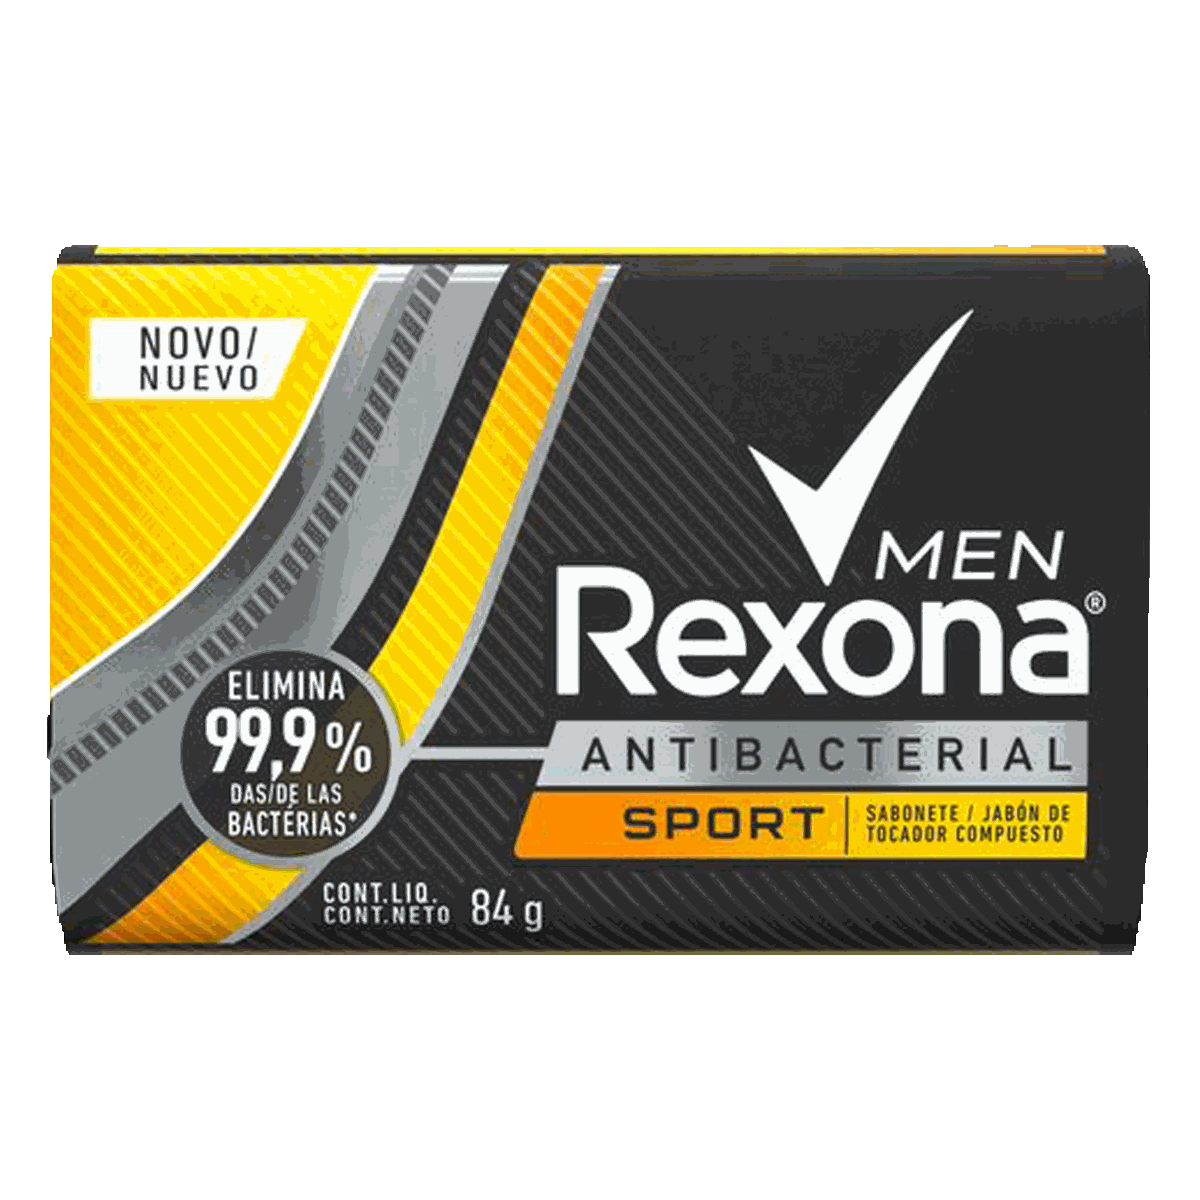 NOVO/
NUEVO
MEN
Rexona®
ANTIBACTERIAL
SPORT
SABONETE / JABÓN DE
TOCADOR COMPUESTO
ELIMINA
99,9%
DAS/DE LAS
BACTÉRIAS*
CONT.LIQ.
CONT.NETO 84 g